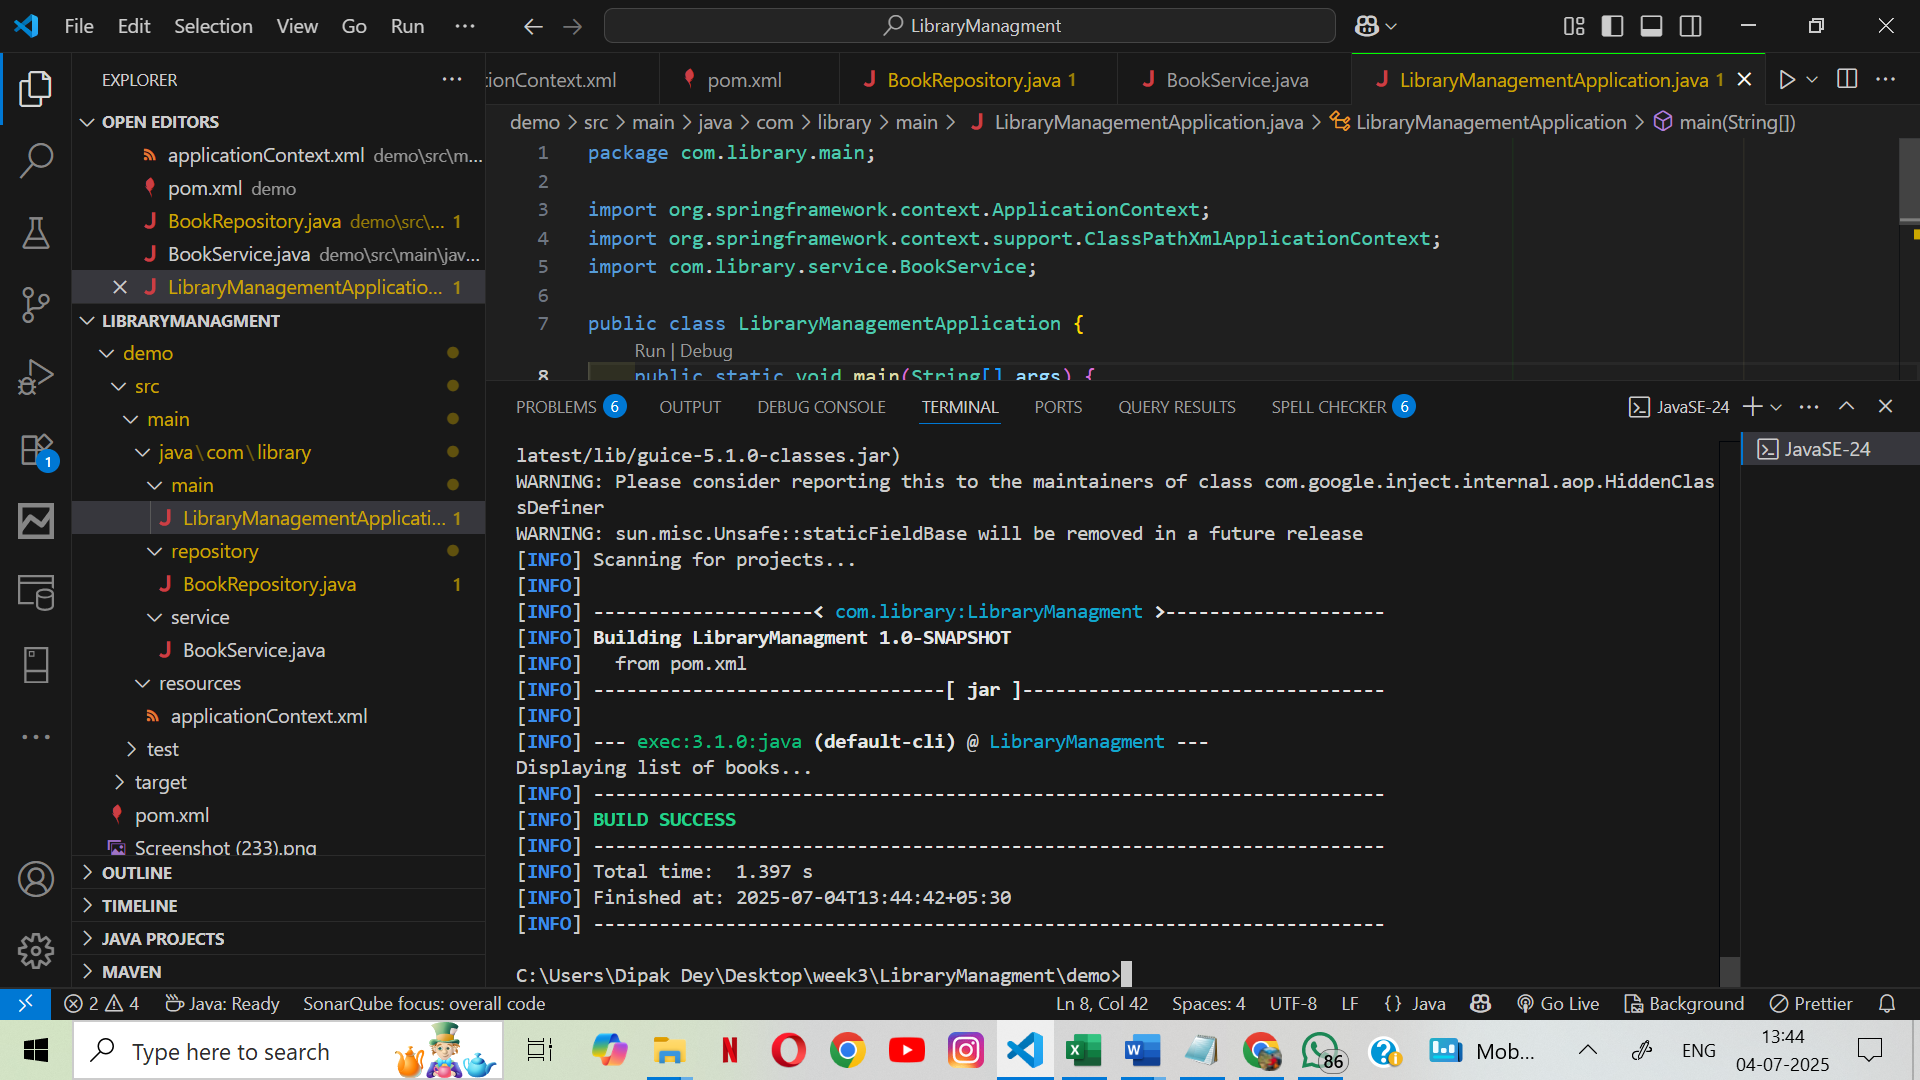 File Edit Selection View Go Run ··· LibraryManagment
EXPLORER
OPEN EDITORS
applicationContext.xml demo\src\m...
pom.xml demo
BookRepository.java demo\src\... 1
BookService.java demo\src\main\jav...
LibraryManagementApplicatio... 1
LIBRARYMANAGMENT
demo
src
main
java\com\library
main
LibraryManagementApplicati... 1
repository
BookRepository.java 1
service
BookService.java
resources
applicationContext.xml
test
target
pom.xml
Screenshot (233).png
OUTLINE
TIMELINE
JAVA PROJECTS
MAVEN
1
tionContext.xml pom.xml BookRepository.java 1 BookService.java LibraryManagementApplication.java 1
demo > src > main > java > com > library > main > LibraryManagementApplication.java > LibraryManagementApplication > main(String[])
1 package com.library.main;
2
3 import org.springframework.context.ApplicationContext;
4 import org.springframework.context.support.ClassPathXmlApplicationContext;
5 import com.library.service.BookService;
6
7 public class LibraryManagementApplication {
Run | Debug
8 public static void main(String[] args) {
PROBLEMS 6 OUTPUT DEBUG CONSOLE TERMINAL PORTS QUERY RESULTS SPELL CHECKER 6 JavaSE-24
JavaSE-24
latest/lib/guice-5.1.0-classes.jar)
WARNING: Please consider reporting this to the maintainers of class com.google.inject.internal.aop.HiddenClas
sDefiner
WARNING: sun.misc.Unsafe::staticFieldBase will be removed in a future release
[INFO] Scanning for projects...
[INFO]
[INFO] --------------------< com.library:LibraryManagment >--------------------
[INFO] Building LibraryManagment 1.0-SNAPSHOT
[INFO]   from pom.xml
[INFO] --------------------------------[ jar ]---------------------------------
[INFO]
[INFO] --- exec:3.1.0:java (default-cli) @ LibraryManagment ---
Displaying list of books...
[INFO] ------------------------------------------------------------------------
[INFO] BUILD SUCCESS
[INFO] ------------------------------------------------------------------------
[INFO] Total time:  1.397 s
[INFO] Finished at: 2025-07-04T13:44:42+05:30
[INFO] ------------------------------------------------------------------------
C:\Users\Dipak Dey\Desktop\week3\LibraryManagment\demo>
2 4 Java: Ready SonarQube focus: overall code Ln 8, Col 42 Spaces: 4 UTF-8 LF {} Java Go Live Background Prettier
Type here to search 86 Mob... ENG 13:44
04-07-2025